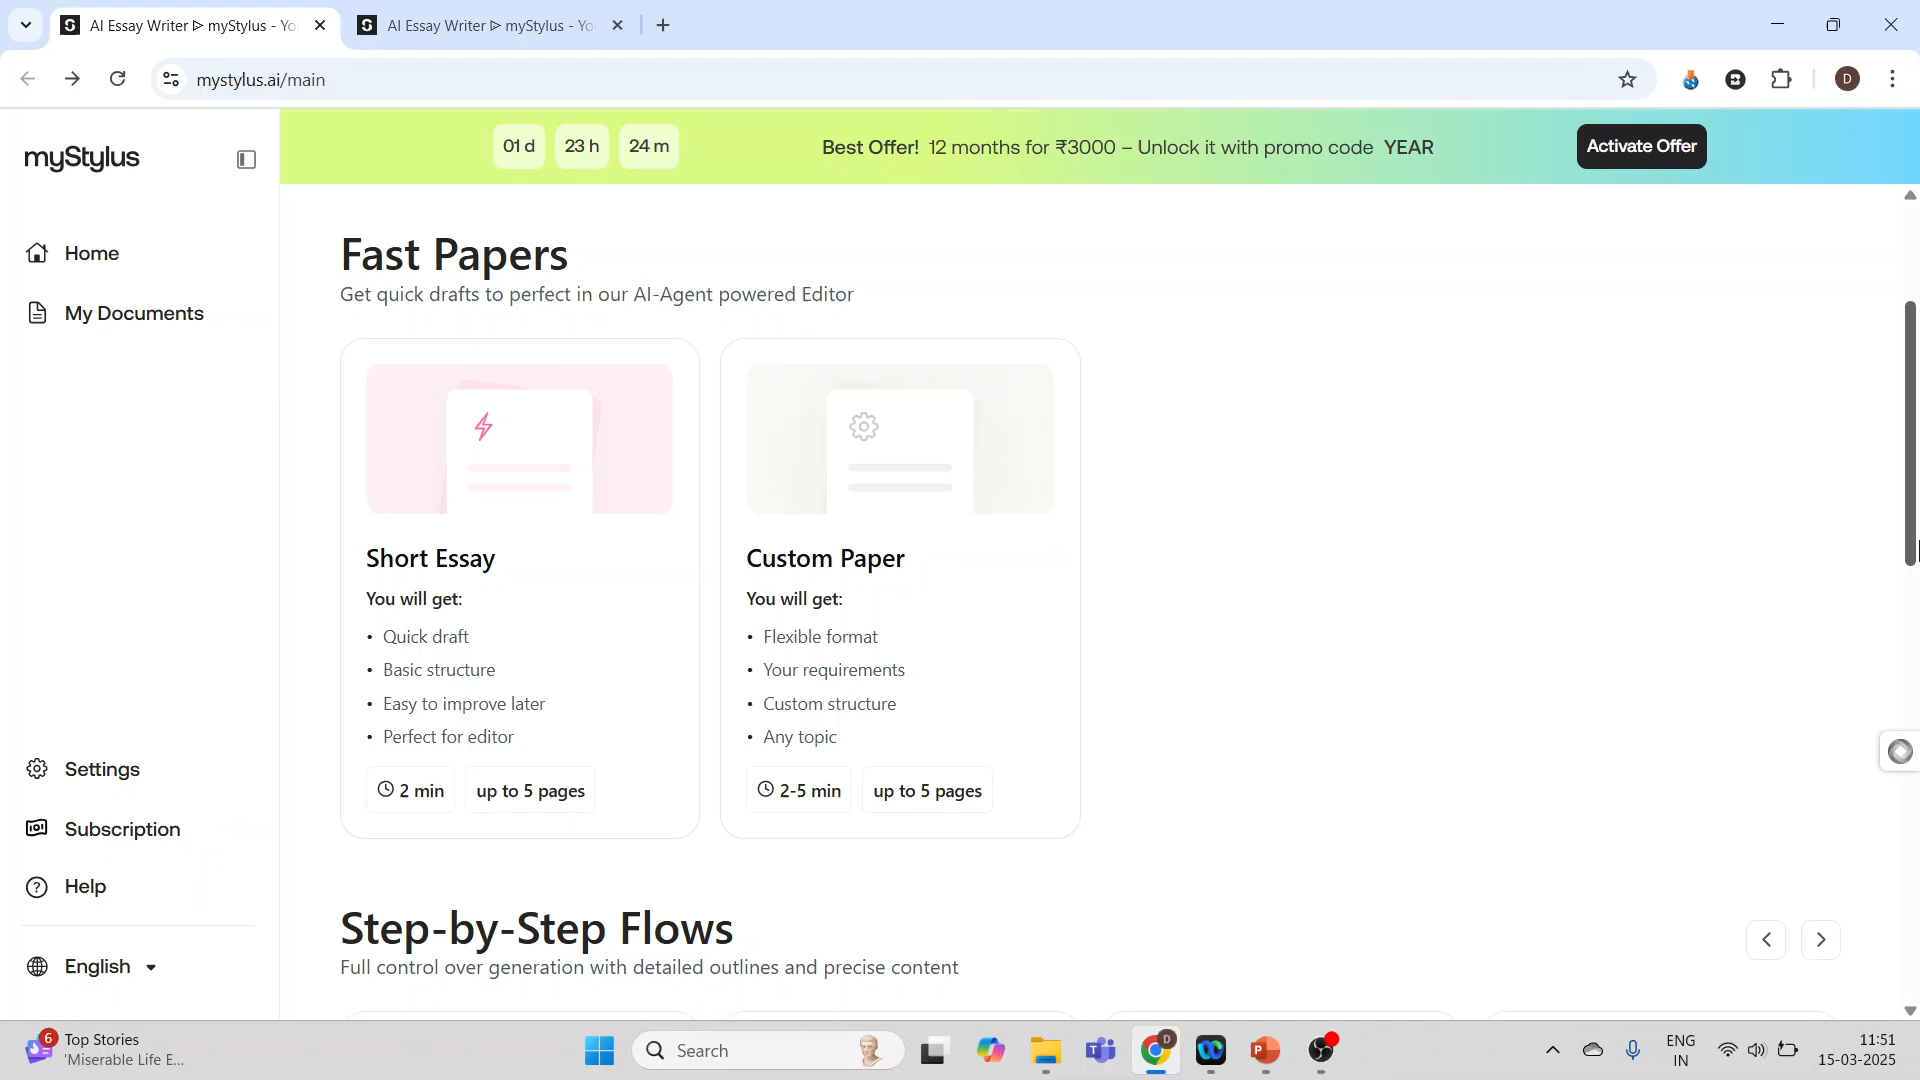 AI Essay Writer ᐅ myStylus - Yo
AI Essay Writer ᐅ myStylus - Yo
mystylus.ai/main
D
myStylus
01 d
23 h
24 m
Best Offer! 12 months for ₹3000 – Unlock it with promo code YEAR
Activate Offer
Home
My Documents
Settings
Subscription
Help
English
Fast Papers
Get quick drafts to perfect in our AI-Agent powered Editor
Short Essay
You will get:
• Quick draft
• Basic structure
• Easy to improve later
• Perfect for editor
2 min
up to 5 pages
Custom Paper
You will get:
• Flexible format
• Your requirements
• Custom structure
• Any topic
2-5 min
up to 5 pages
Step-by-Step Flows
Full control over generation with detailed outlines and precise content
6
Top Stories
'Miserable Life E...
Search
D
ENG
IN
11:51
15-03-2025